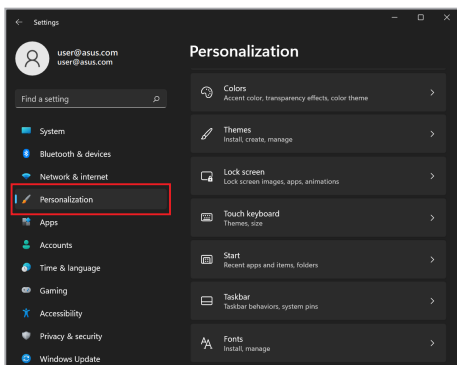 Settings
user@asus.com
user@asus.com
Find a setting
System
Bluetooth & devices
Network & internet
Personalization
Apps
Accounts
Time & language
Gaming
Accessibility
Privacy & security
Windows Update
Personalization
Colors
Accent color, transparency effects, color theme
Themes
Install, create, manage
Lock screen
Lock screen images, apps, animations
Touch keyboard
Themes, size
Start
Recent apps and items, folders
Taskbar
Taskbar behaviors, system pins
Fonts
Install, manage